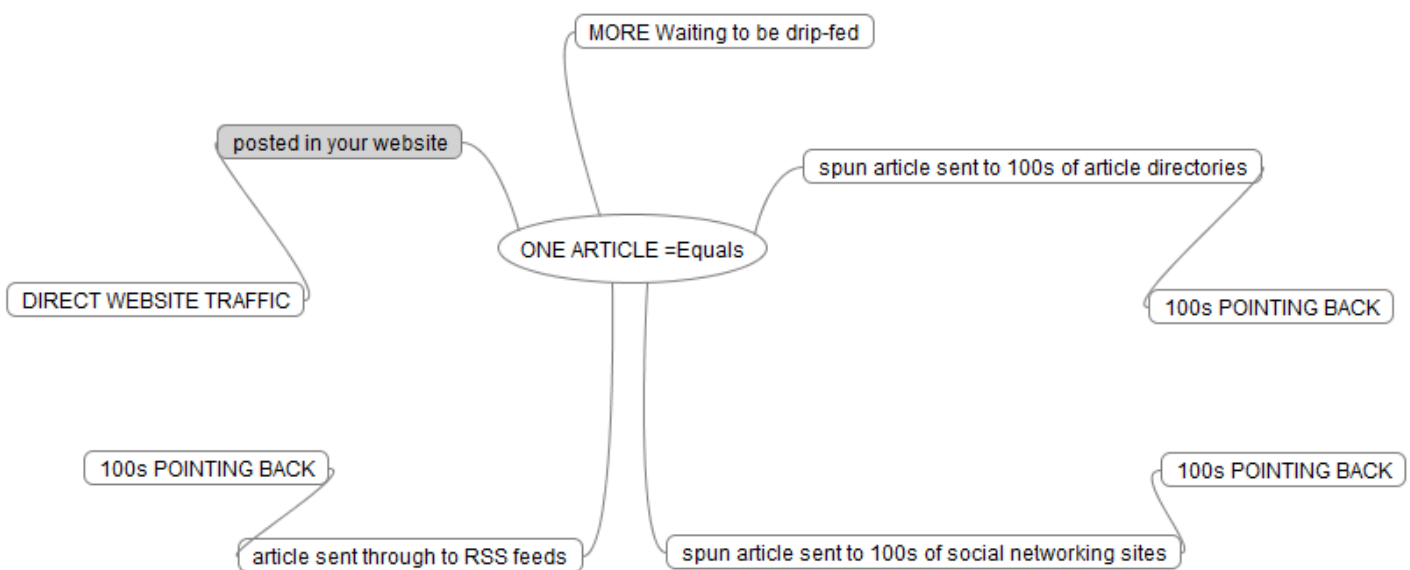 MORE Waiting to be drip-fed
posted in your website
spun article sent to 100s of article directories
ONE ARTICLE =Equals
DIRECT WEBSITE TRAFFIC
100s POINTING BACK
100s POINTING BACK
100s POINTING BACK
article sent through to RSS feeds
spun article sent to 100s of social networking sites